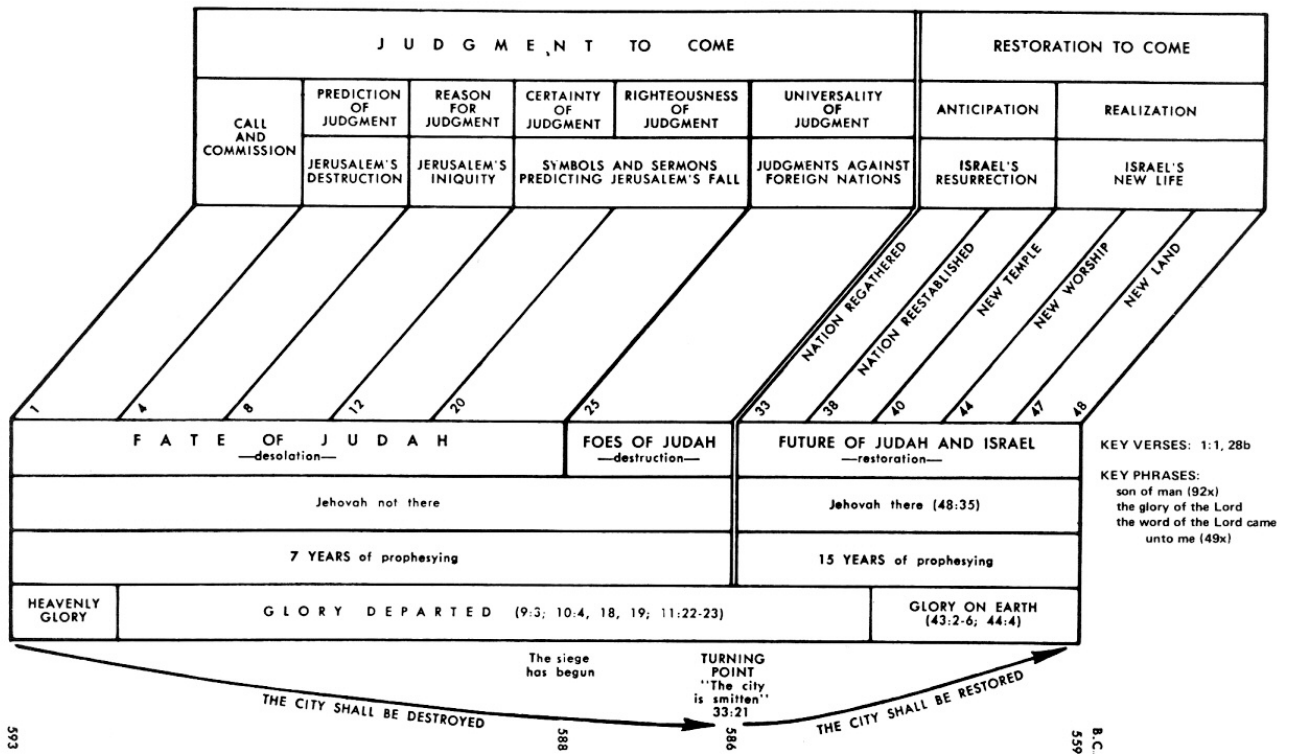 JUDGMENT TO COME
RESTORATION TO COME
CALL
AND
COMMISSION
PREDICTION
OF
JUDGMENT
REASON
FOR
JUDGMENT
CERTAINTY
OF
JUDGMENT
RIGHTEOUSNESS
OF
JUDGMENT
UNIVERSALITY
OF
JUDGMENT
ANTICIPATION
REALIZATION
JERUSALEM'S
DESTRUCTION
JERUSALEM'S
INIQUITY
SYMBOLS AND SERMONS
PREDICTING JERUSALEM'S FALL
JUDGMENTS AGAINST
FOREIGN NATIONS
ISRAEL'S
RESURRECTION
ISRAEL'S
NEW LIFE
NATION REGATHERED
NATION REESTABLISHED
NEW TEMPLE
NEW WORSHIP
NEW LAND
1
4
8
12
20
25
33
38
40
44
47
48
FATE OF JUDAH
—desolation—
FOES OF JUDAH
—destruction—
FUTURE OF JUDAH AND ISRAEL
—restoration—
Jehovah not there
Jehovah there (48:35)
7 YEARS of prophesying
15 YEARS of prophesying
HEAVENLY
GLORY
GLORY DEPARTED (9:3; 10:4, 18, 19; 11:22-23)
GLORY ON EARTH
(43:2-6; 44:4)
KEY VERSES: 1:1, 28b
KEY PHRASES:
son of man (92x)
the glory of the Lord
the word of the Lord came
unto me (49x)
The siege
has begun
TURNING
POINT
"The city
is smitten"
33:21
THE CITY SHALL BE DESTROYED
THE CITY SHALL BE RESTORED
593
588
586
559
B.C.